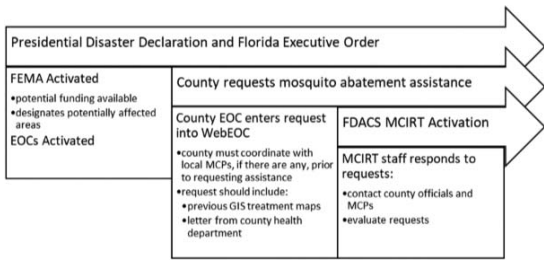 Presidential Disaster Declaration and Florida Executive Order
FEMA Activated
•potential funding available
•designates potentially affected
areas
EOCs Activated
County requests mosquito abatement assistance
County EOC enters request
into WebEOC
•county must coordinate with
local MCPs, if there are any, prior
to requesting assistance
•request should include:
•previous GIS treatment maps
•letter from county health
department
FDACS MCIRT Activation
MCIRT staff responds to
requests:
•contact county officials and
MCPs
•evaluate requests